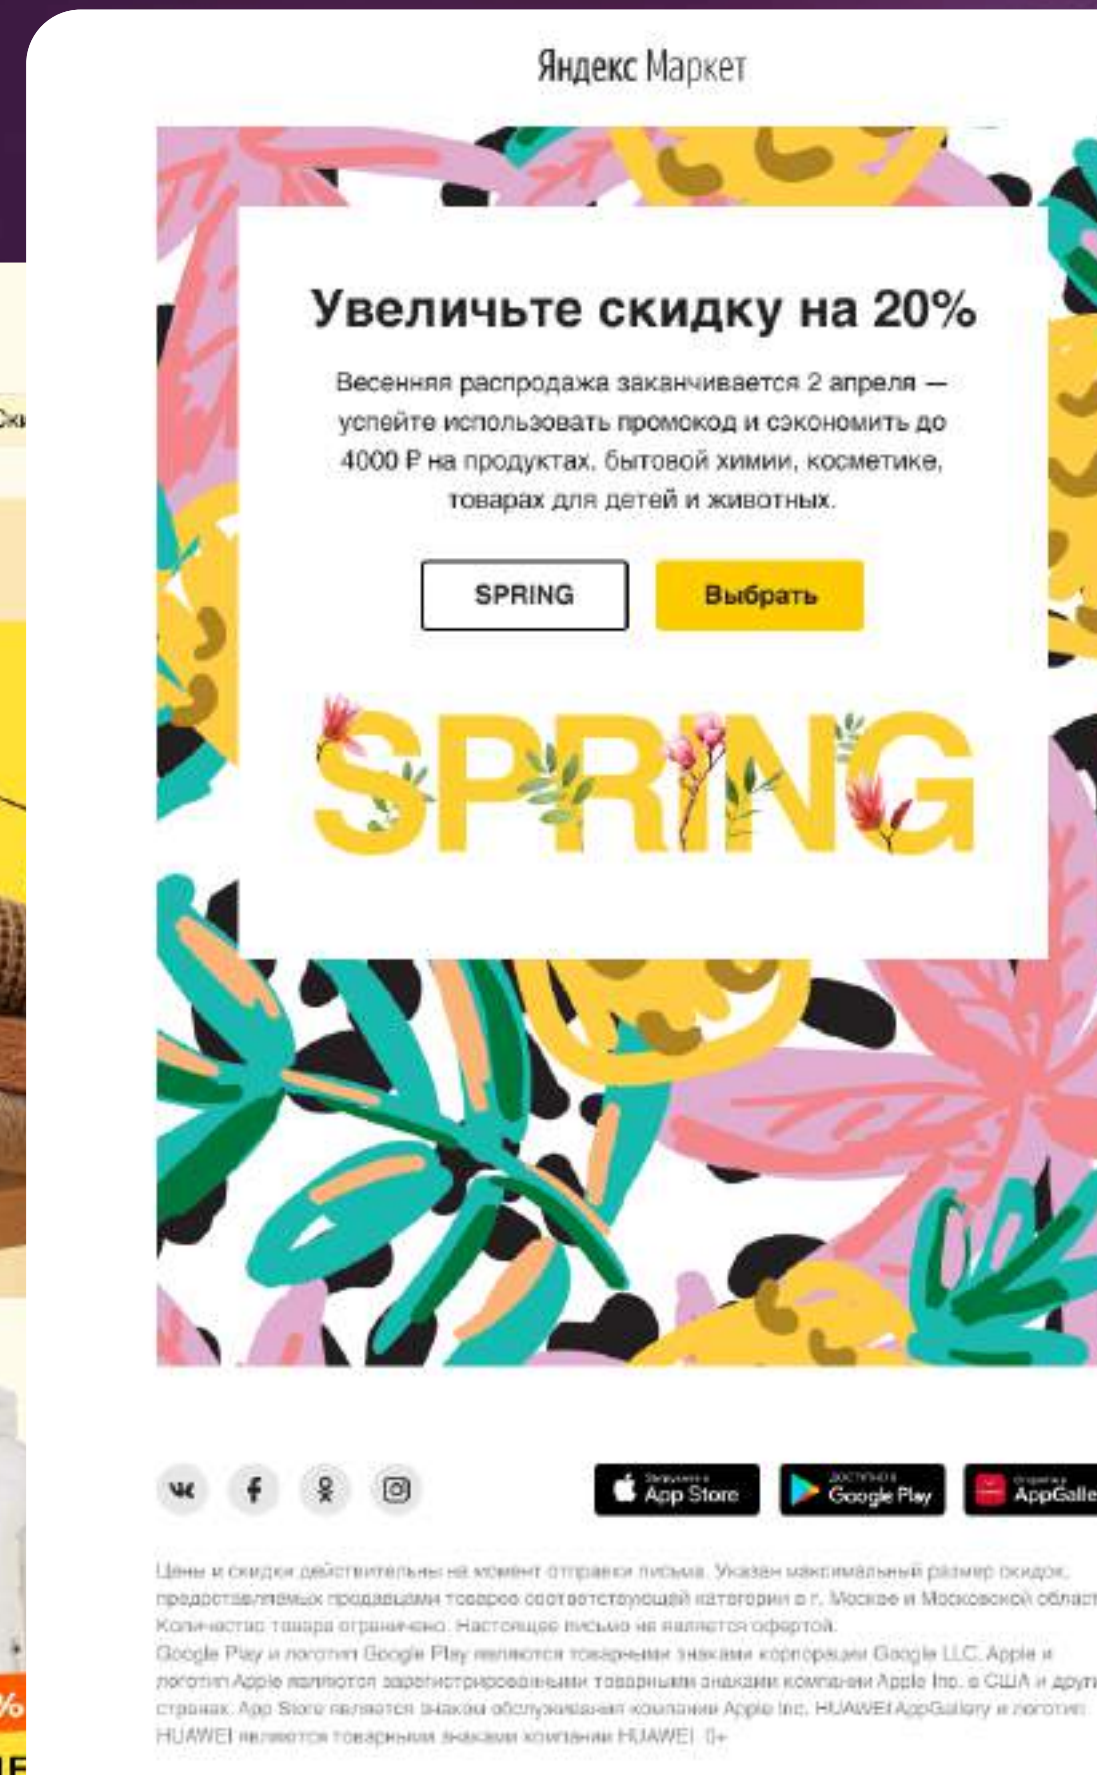 Яндекс Маркет
Увеличьте скидку на 20%
Весенняя распродажа заканчивается 2 апреля —
успейте использовать промокод и сэкономить до
4000 ₽ на продуктах, бытовой химии, косметике,
товарах для детей и животных.
SPRING
Выбрать
SPRING
Загрузите в
App Store
ДОСТУПНО В
Google Play
AppGalle
Цены и скидки действительны на момент отправки письма. Указан максимальный размер скидок,
предоставляемых продавцами товаров соответствующей категории в г. Москве и Московской област
Количество товара ограничено. Настоящее письмо не является офертой.
Google Play и логотип Google Play являются товарными знаками корпорации Google LLC. Apple и
логотип Apple являются зарегистрированными товарными знаками компании Apple Inc. в США и други
странах. App Store является знаком обслуживания компании Apple Inc. HUAWEI AppGallery и логотип
HUAWEI являются товарными знаками компании HUAWEI. 0+
Ски
%